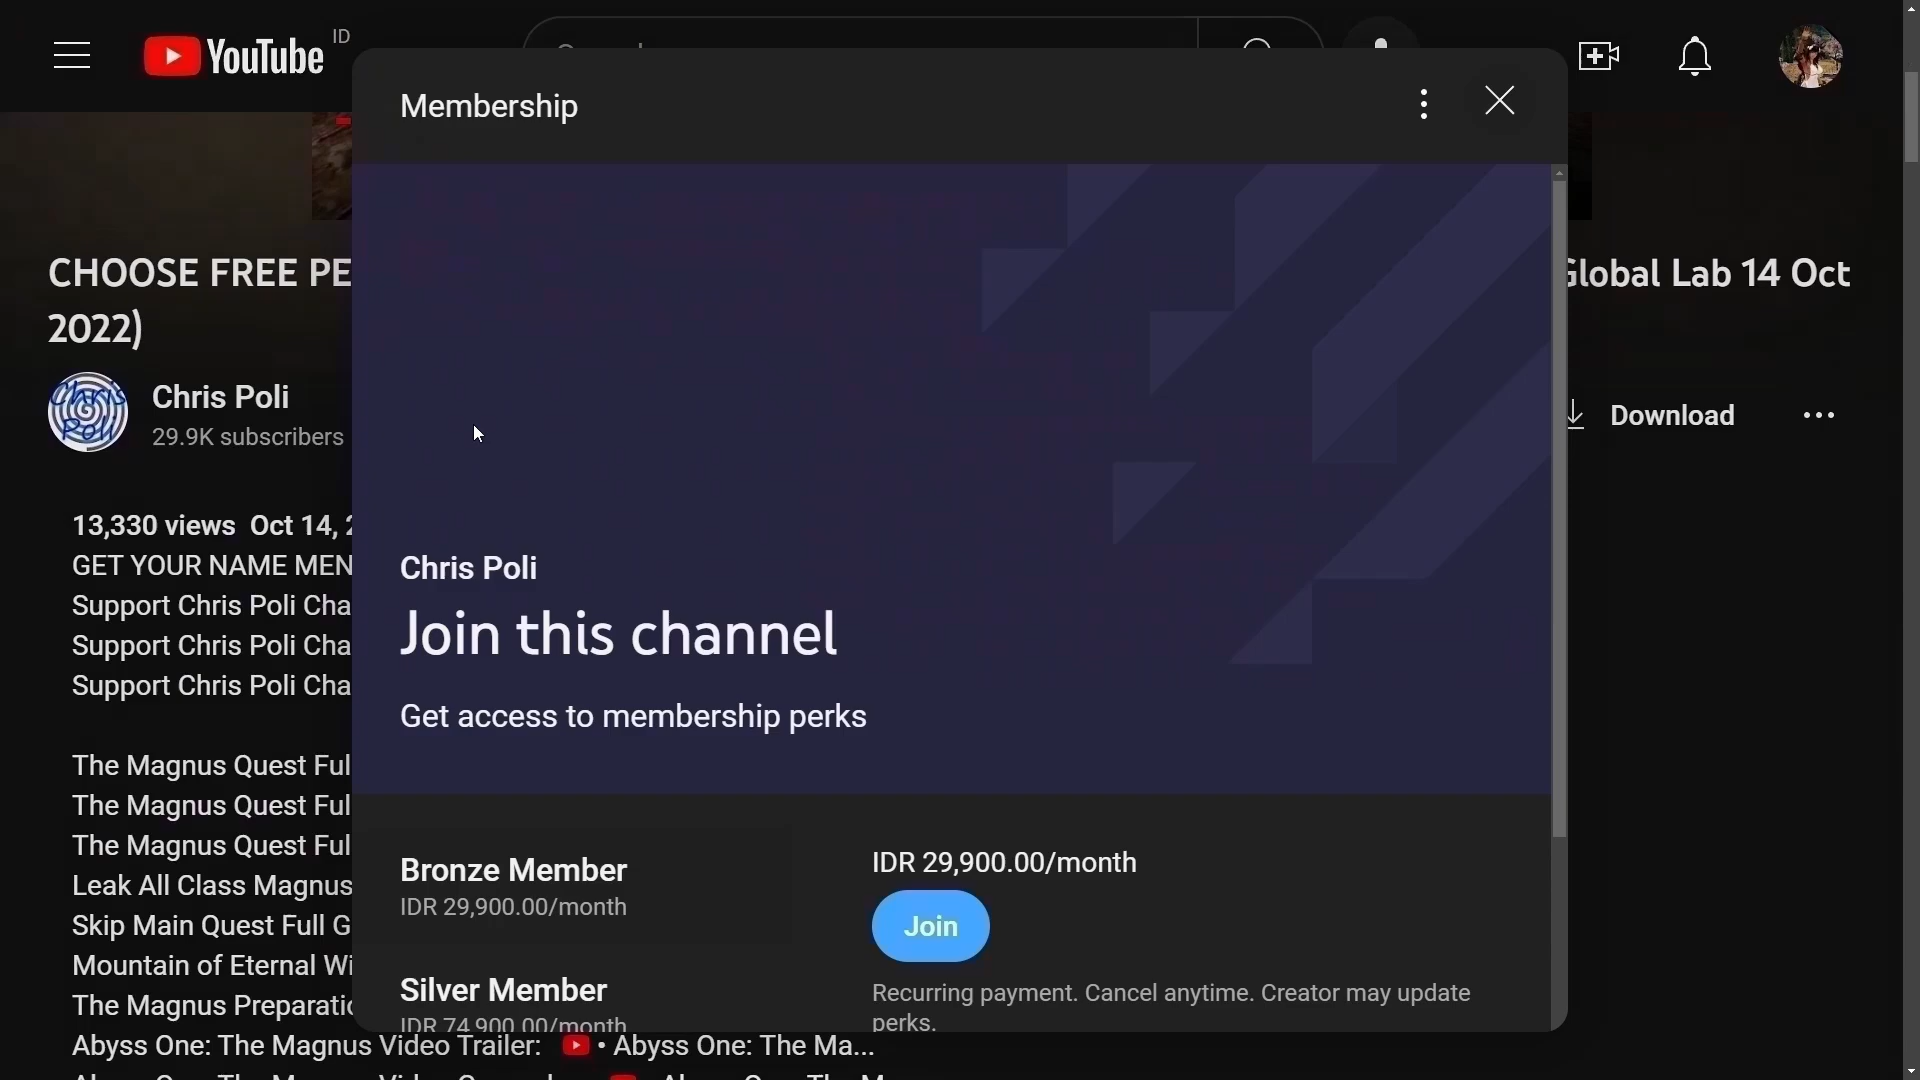 YouTube ID
Membership
CHOOSE FREE PE
Global Lab 14 Oct
2022)
Chris Poli
29.9K subscribers
Download
13,330 views Oct 14, 2
GET YOUR NAME MEN
Support Chris Poli Cha
Support Chris Poli Cha
Support Chris Poli Cha
The Magnus Quest Ful
The Magnus Quest Ful
The Magnus Quest Ful
Leak All Class Magnus
Skip Main Quest Full G
Mountain of Eternal Wi
The Magnus Preparatio
Abyss One: The Magnus Video Trailer: • Abyss One: The Ma...
Chris Poli
Join this channel
Get access to membership perks
Bronze Member
IDR 29,900.00/month
Silver Member
IDR 74,900.00/month
IDR 29,900.00/month
Join
Recurring payment. Cancel anytime. Creator may update
perks.